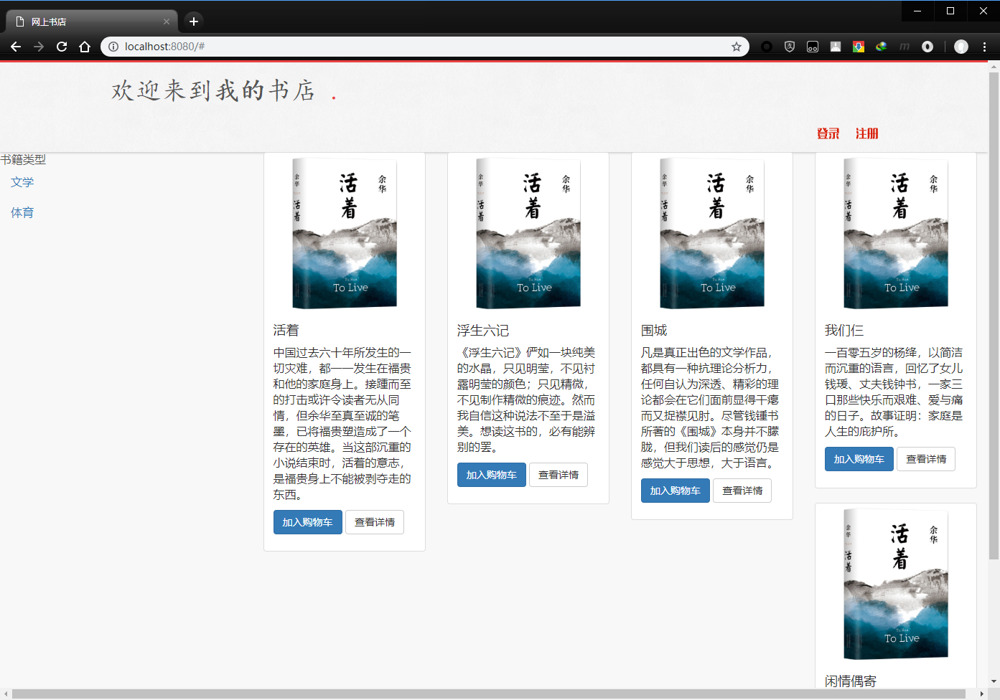 网上书店
localhost:8080/#
欢迎来到我的书店 .
登录 注册
书籍类型
文学
体育
余华
活着
余华
活着
To Live
活着
中国过去六十年所发生的一
切灾难，都一一发生在福贵
和他的家庭身上。接踵而至
的打击或许令读者无从同
情，但余华至真至诚的笔
墨，已将福贵塑造成了一个
存在的英雄。当这部沉重的
小说结束时，活着的意志，
是福贵身上不能被剥夺走的
东西。
加入购物车 查看详情
余华
活着
余华
活着
To Live
浮生六记
《浮生六记》俨如一块纯美
的水晶，只见明莹，不见衬
露明莹的颜色；只见精微，
不见制作精微的痕迹。然而
我自信这种说法不至于是溢
美。想读这书的，必有能辨
别的罢。
加入购物车 查看详情
余华
活着
余华
活着
To Live
围城
凡是真正出色的文学作品，
都具有一种抗理论分析力，
任何自认为深透、精彩的理
论都会在它们面前显得干瘪
而又捉襟见肘。尽管钱锺书
所著的《围城》本身并不朦
胧，但我们读后的感觉仍是
感觉大于思想，大于语言。
加入购物车 查看详情
余华
活着
余华
活着
To Live
我们仨
一百零五岁的杨绛，以简洁
而沉重的语言，回忆了女儿
钱瑗、丈夫钱钟书，一家三
口那些快乐而艰难、爱与痛
的日子。故事证明：家庭是
人生的庇护所。
加入购物车 查看详情
余华
活着
余华
活着
To Live
闲情偶寄